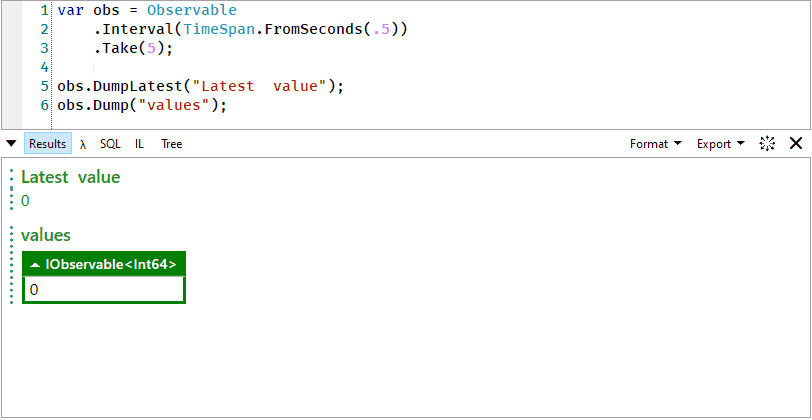 1 var obs = Observable
2 .Interval(TimeSpan.FromSeconds(.5))
3 .Take(5);
4
5 obs.DumpLatest("Latest  value");
6 obs.Dump("values");
Results λ SQL IL Tree Format Export
Latest  value
0
values
IObservable<Int64>
0